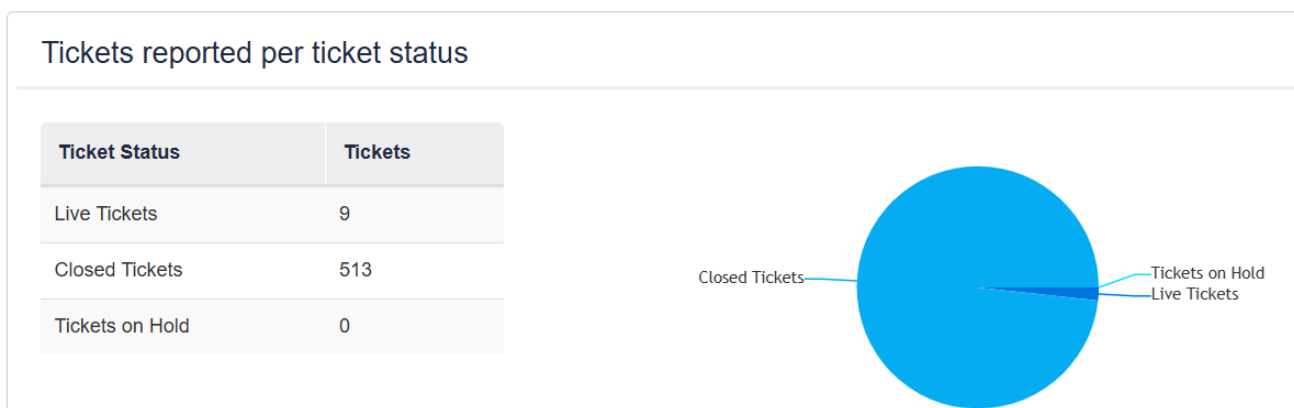 Tickets reported per ticket status
Ticket Status Tickets
Live Tickets 9
Closed Tickets 513
Tickets on Hold 0
Closed Tickets
Tickets on Hold
Live Tickets